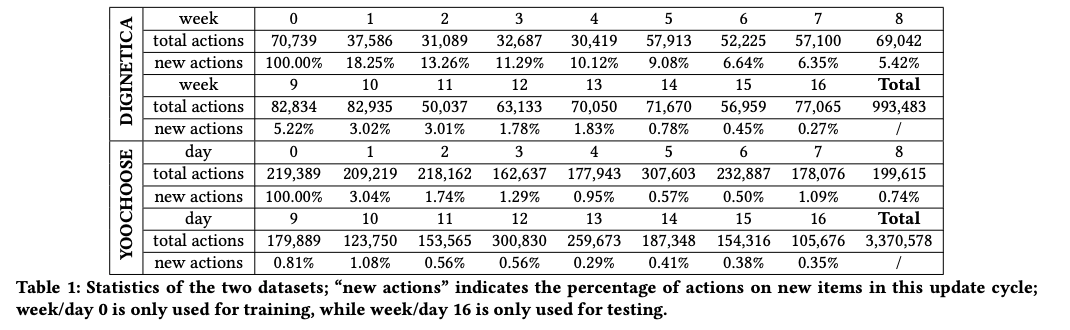 DIGINETICA
week 0 1 2 3 4 5 6 7 8
total actions 70,739 37,586 31,089 32,687 30,419 57,913 52,225 57,100 69,042
new actions 100.00% 18.25% 13.26% 11.29% 10.12% 9.08% 6.64% 6.35% 5.42%
week 9 10 11 12 13 14 15 16 Total
total actions 82,834 82,935 50,037 63,133 70,050 71,670 56,959 77,065 993,483
new actions 5.22% 3.02% 3.01% 1.78% 1.83% 0.78% 0.45% 0.27% /
YOOCHOOSE
day 0 1 2 3 4 5 6 7 8
total actions 219,389 209,219 218,162 162,637 177,943 307,603 232,887 178,076 199,615
new actions 100.00% 3.04% 1.74% 1.29% 0.95% 0.57% 0.50% 1.09% 0.74%
day 9 10 11 12 13 14 15 16 Total
total actions 179,889 123,750 153,565 300,830 259,673 187,348 154,316 105,676 3,370,578
new actions 0.81% 1.08% 0.56% 0.56% 0.29% 0.41% 0.38% 0.35% /
Table 1: Statistics of the two datasets; “new actions” indicates the percentage of actions on new items in this update cycle;
week/day 0 is only used for training, while week/day 16 is only used for testing.